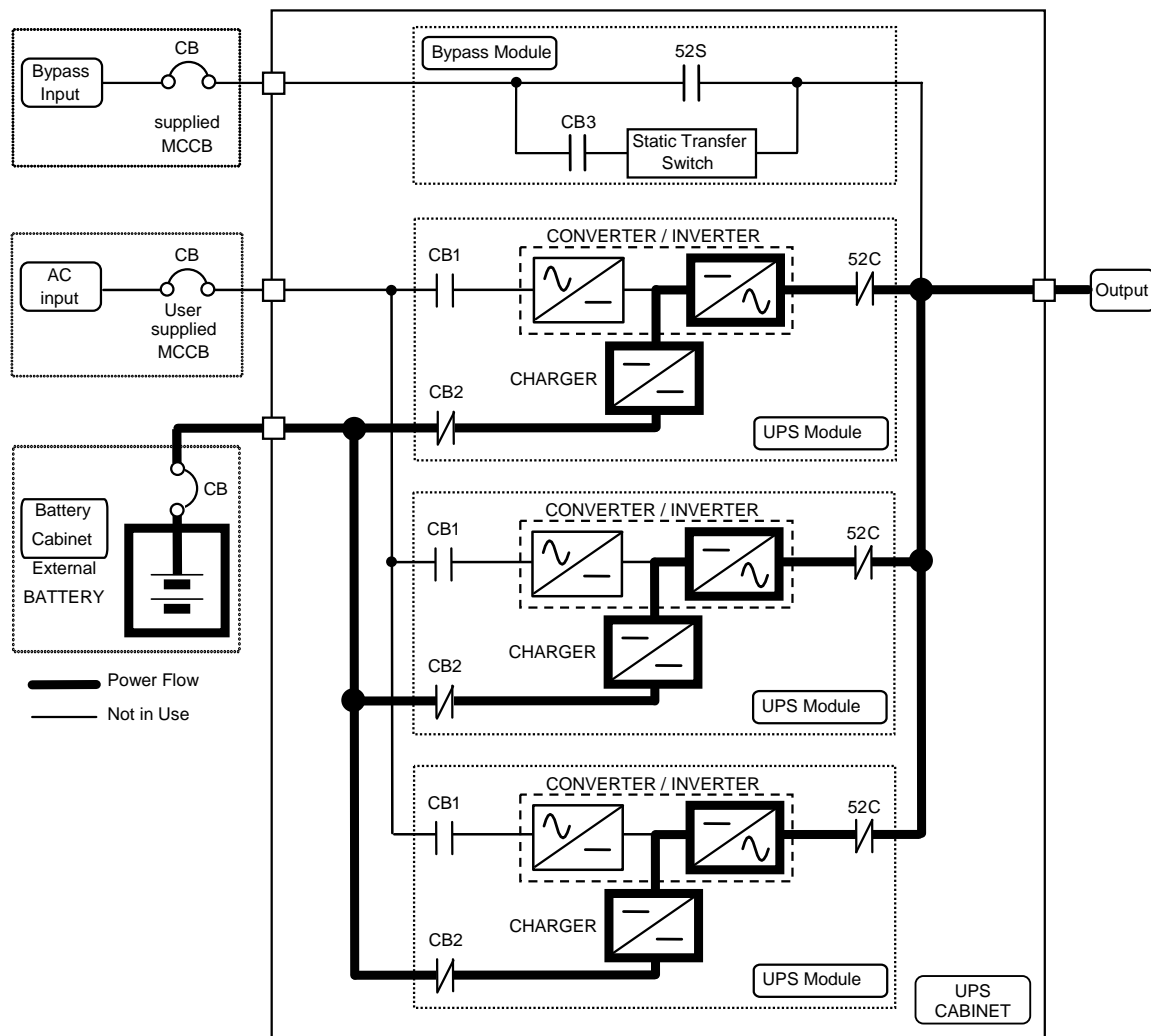 Bypass Module
52S
CB
Bypass
Input
supplied
MCCB
CB3
Static Transfer
Switch
CONVERTER / INVERTER
CB
CB1
52C
AC
input
Output
User
supplied
MCCB
CHARGER
CB2
UPS Module
CB
Battery
Cabinet
External
BATTERY
CONVERTER / INVERTER
CB1
52C
CHARGER
CB2
UPS Module
Power Flow
Not in Use
CONVERTER / INVERTER
CB1
52C
CHARGER
CB2
UPS Module
UPS
CABINET